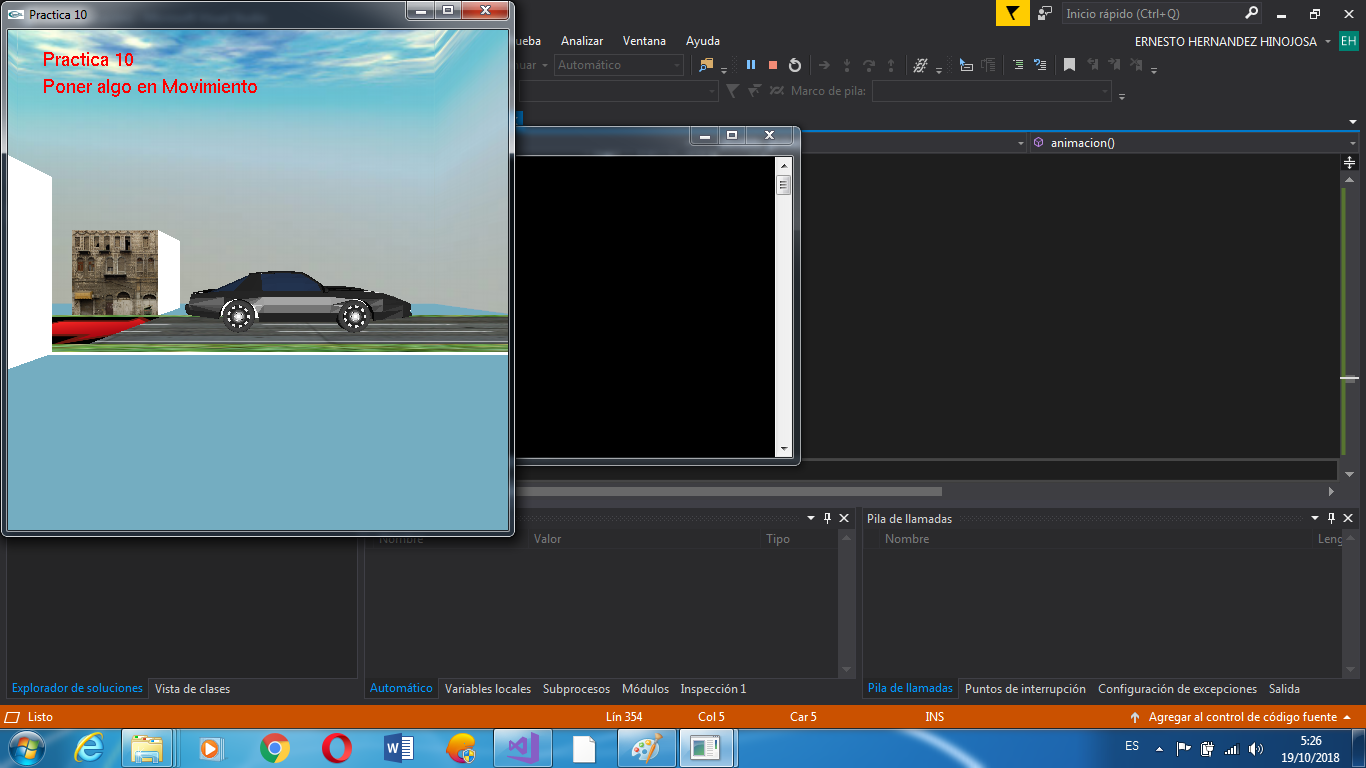 Practica 10
Practica 10
Poner algo en Movimiento
Inicio rápido (Ctrl+Q)
ueba Analizar Ventana Ayuda
ERNESTO HERNANDEZ HINOJOSA EH
uar Automático
Marco de pila:
animacion()
Pila de llamadas
Nombre Valor Tipo
Nombre Leng
Explorador de soluciones Vista de clases
Automático Variables locales Subprocesos Módulos Inspección 1
Pila de llamadas Puntos de interrupción Configuración de excepciones Salida
Listo Lín 354 Col 5 Car 5 INS Agregar al control de código fuente
ES
5:26
19/10/2018